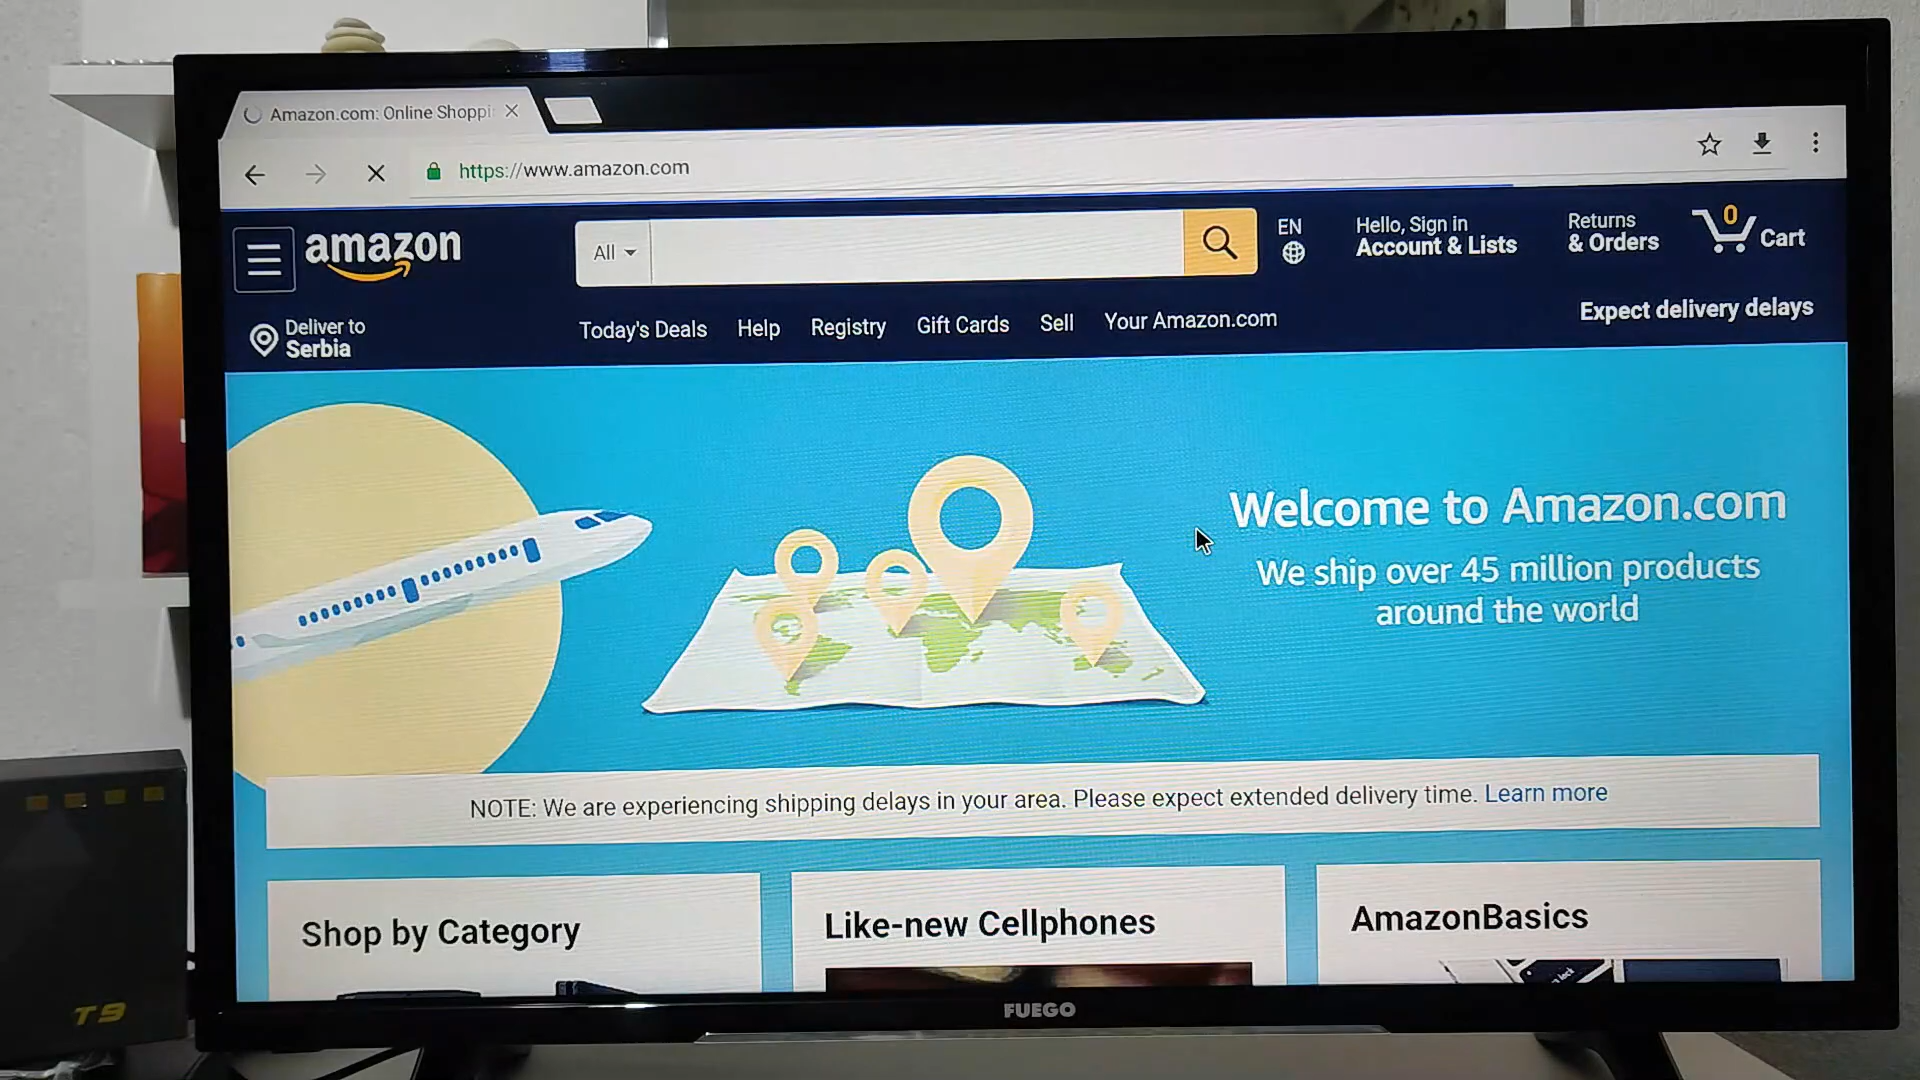 Amazon.com: Online Shoppi
https://www.amazon.com
amazon
All
EN
Hello, Sign in
Account & Lists
Returns
& Orders
0
Cart
Deliver to
Serbia
Today's Deals
Help
Registry
Gift Cards
Sell
Your Amazon.com
Expect delivery delays
Welcome to Amazon.com
We ship over 45 million products
around the world
NOTE: We are experiencing shipping delays in your area. Please expect extended delivery time. Learn more
Shop by Category
Like-new Cellphones
AmazonBasics
FUEGO
T9